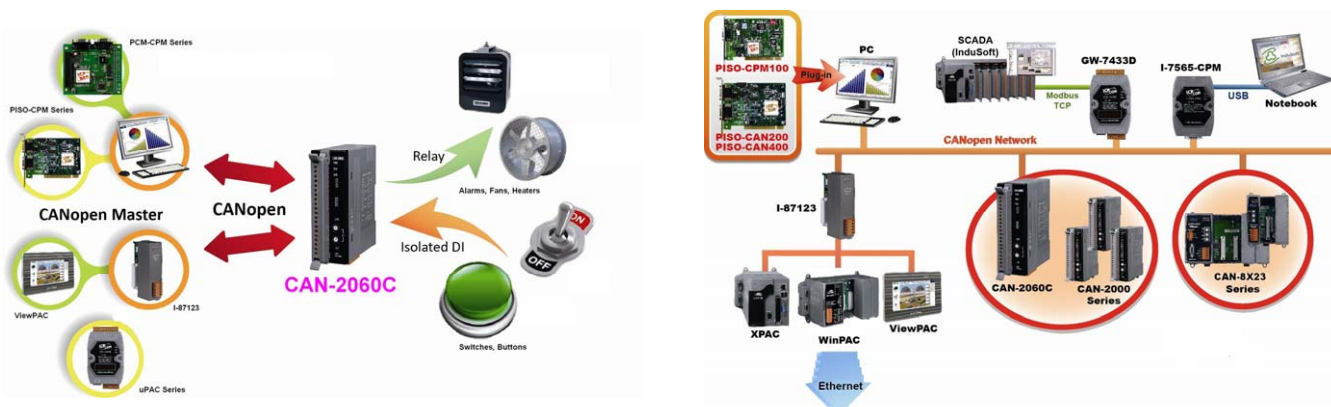 PCM-CPM Series
PISO-CPM Series
CANopen Master
ViewPAC
I-87123
uPAC Series
CANopen
CAN-2060C
Relay
Alarms, Fans, Heaters
Isolated DI
ON
OFF
Switches, Buttons
PISO-CPM100
PISO-CAN200
PISO-CAN400
Plug-in
PC
SCADA
(InduSoft)
Modbus
TCP
GW-7433D
I-7565-CPM
USB
Notebook
CANopen Network
I-87123
XPAC
WinPAC
ViewPAC
Ethernet
CAN-2060C
CAN-2000
Series
CAN-8X23
Series